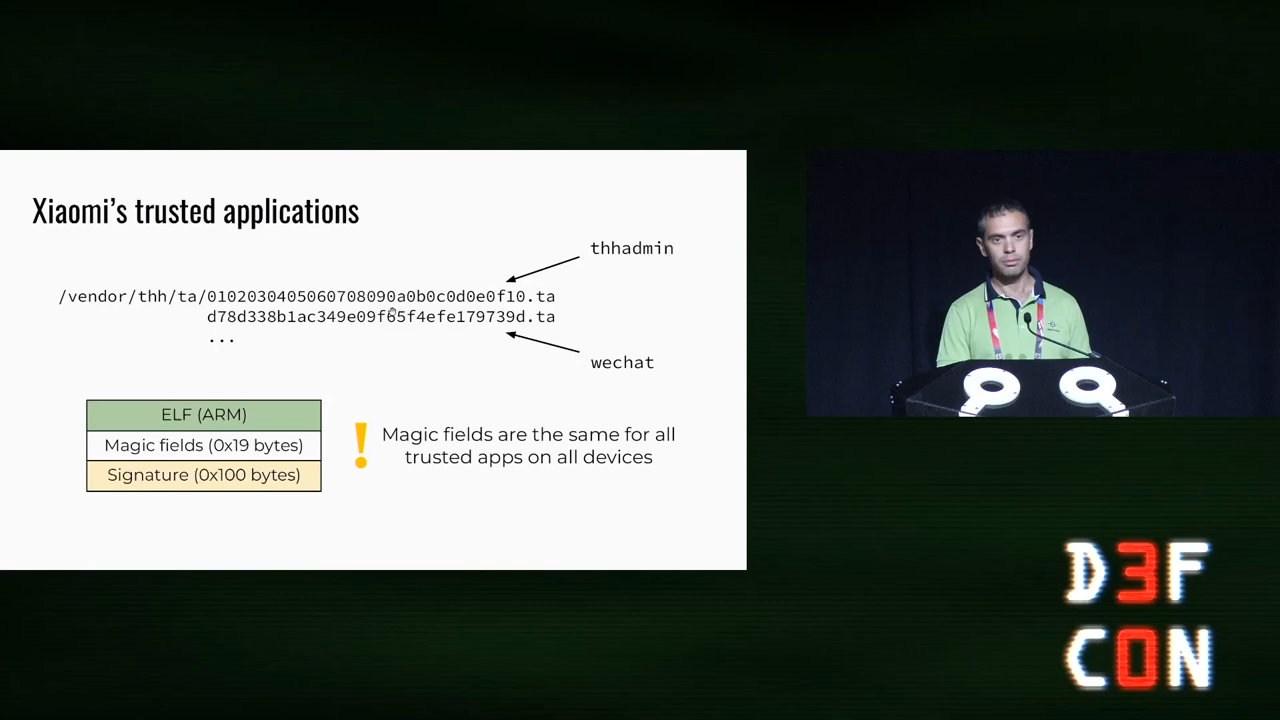 Xiaomi's trusted applications
thhadmin
/vendor/thh/ta/0102030405060708090a0b0c0d0e0f10.ta
d78d338b1ac349e09f65f4efe179739d.ta
...
wechat
ELF (ARM)
Magic fields (0x19 bytes)
Signature (0x100 bytes)
! Magic fields are the same for all
trusted apps on all devices
D3F
C0N